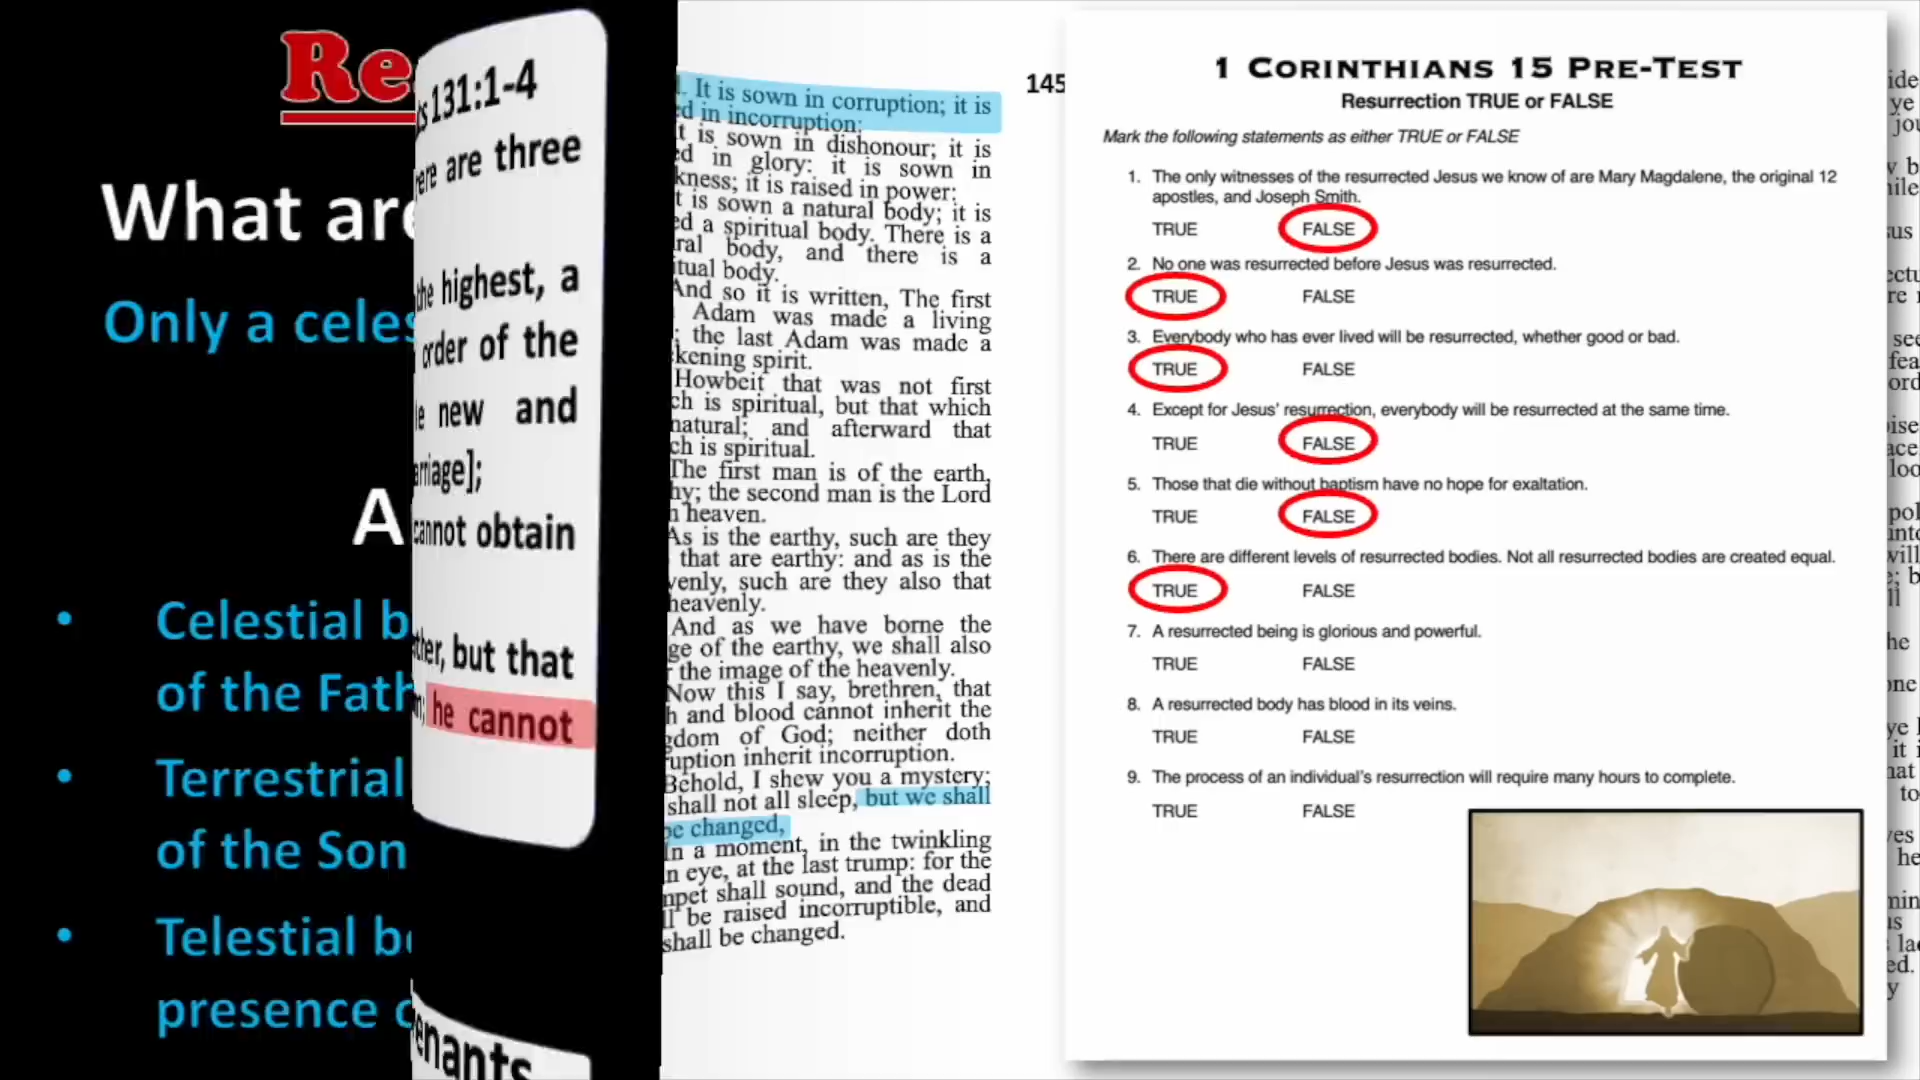 Re
What are
Only a celes
A
Celestial b
of the Fath
Terrestrial
of the Son
Telestial
presence
131:1-4
are three
the highest, a
order of the
new and
cannot obtain
but that
he cannot
145
It is sown in corruption; it is
in incorruption:
is sown in dishonour; it is
in glory: it is sown in
it is raised in power:
is sown a natural body; it is
a spiritual body. There is a
body, and there is a
body.
And so it is written, The first
Adam was made a living
the last Adam was made a
spirit.
Howbeit that was not first
is spiritual, but that which
natural; and afterward that
is spiritual.
The first man is of the earth,
the second man is the Lord
heaven.
As is the earthy, such are they
that are earthy: and as is the
such are they also that
heavenly.
And as we have borne the
of the earthy, we shall also
the image of the heavenly.
Now this I say, brethren, that
and blood cannot inherit the
of God; neither doth
inherit incorruption.
Behold, I shew you a mystery;
shall not all sleep, but we shall
be changed,
In a moment, in the twinkling
eye, at the last trump: for the
shall sound, and the dead
be raised incorruptible, and
shall be changed.
1 CORINTHIANS 15 PRE-TEST
Resurrection TRUE or FALSE
Mark the following statements as either TRUE or FALSE
1. The only witnesses of the resurrected Jesus we know of are Mary Magdalene, the original 12
apostles, and Joseph Smith.
TRUE FALSE
2. No one was resurrected before Jesus was resurrected.
TRUE FALSE
3. Everybody who has ever lived will be resurrected, whether good or bad.
TRUE FALSE
4. Except for Jesus' resurrection, everybody will be resurrected at the same time.
TRUE FALSE
5. Those that die without baptism have no hope for exaltation.
TRUE FALSE
6. There are different levels of resurrected bodies. Not all resurrected bodies are created equal.
TRUE FALSE
7. A resurrected being is glorious and powerful.
TRUE FALSE
8. A resurrected body has blood in its veins.
TRUE FALSE
9. The process of an individual's resurrection will require many hours to complete.
TRUE FALSE